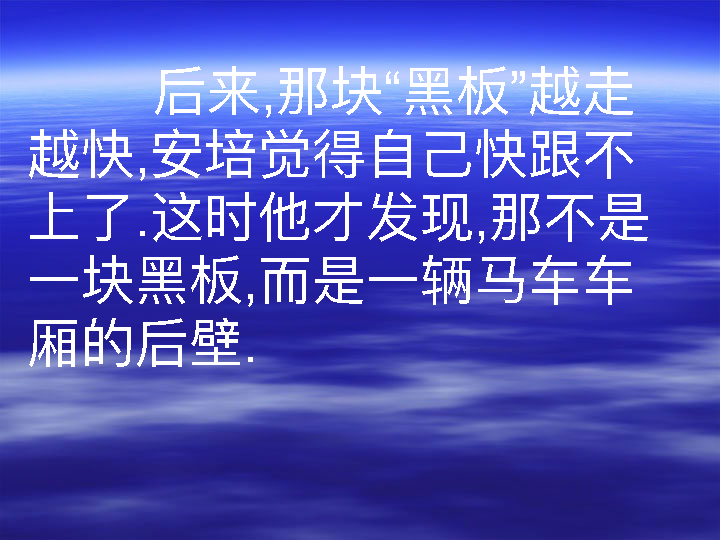 后来,那块“黑板”越走
越快,安培觉得自己快跟不
上了.这时他才发现,那不是
一块黑板,而是一辆马车车
厢的后壁.